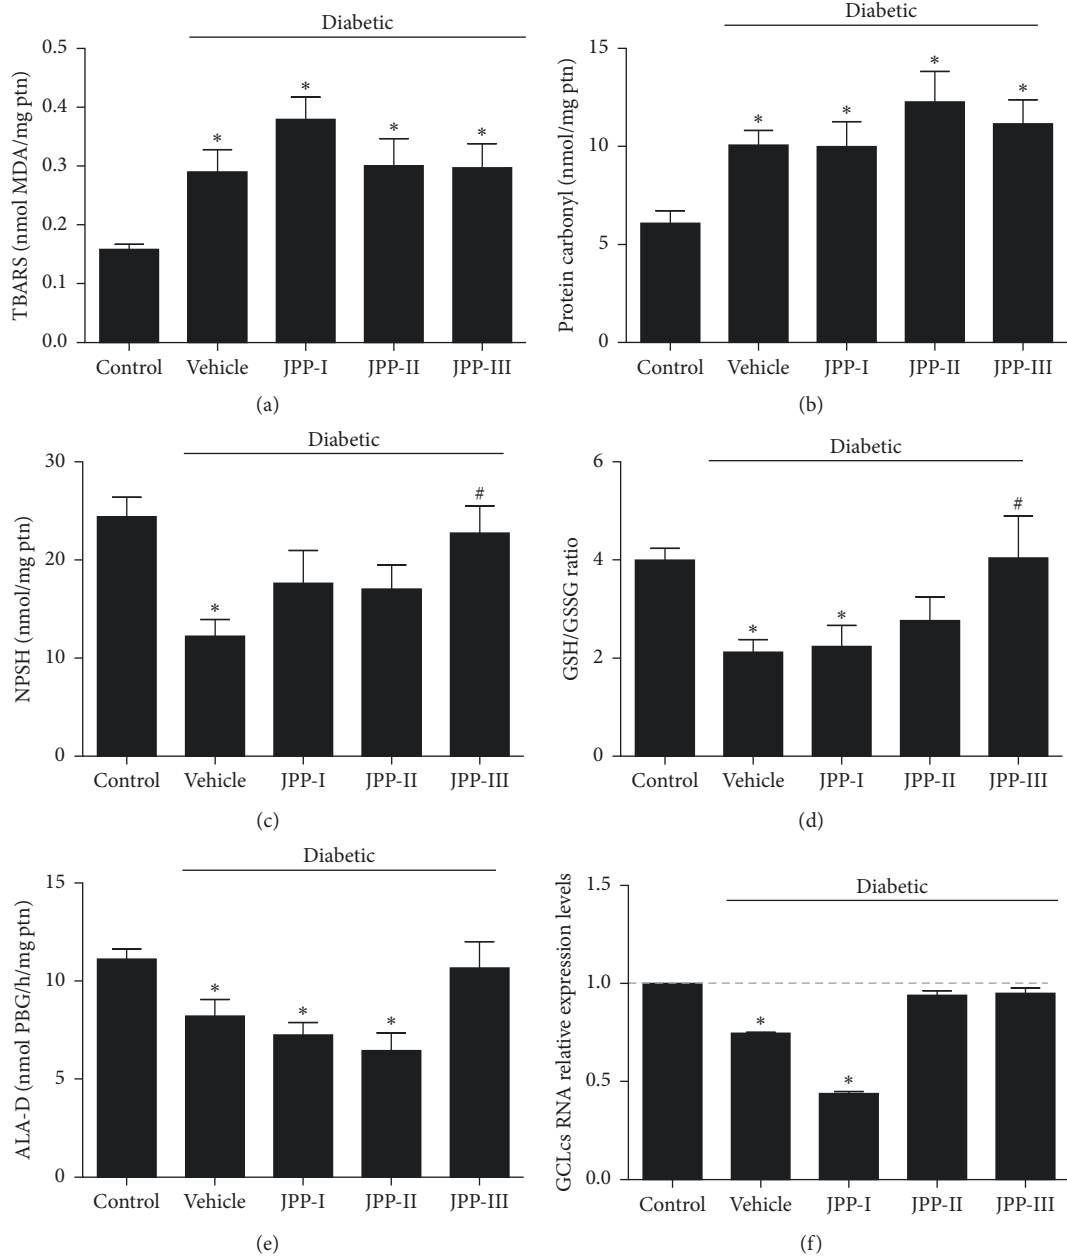 Diabetic
TBARS (nmol MDA/mg ptn)
0.5
0.4
0.3
0.2
0.1
0.0
* * * *
Control Vehicle JPP-I JPP-II JPP-III
(a)
Diabetic
Protein carbonyl (nmol/mg ptn)
15
10
5
0
* * * *
Control Vehicle JPP-I JPP-II JPP-III
(b)
Diabetic
NPSH (nmol/mg ptn)
30
20
10
0
* #
Control Vehicle JPP-I JPP-II JPP-III
(c)
Diabetic
GSH/GSSG ratio
6
4
2
0
* * #
Control Vehicle JPP-I JPP-II JPP-III
(d)
Diabetic
ALA-D (nmol PBG/h/mg ptn)
15
10
5
0
* * *
Control Vehicle JPP-I JPP-II JPP-III
(e)
Diabetic
GCLcs RNA relative expression levels
1.5
1.0
0.5
0.0
* *
Control Vehicle JPP-I JPP-II JPP-III
(f)